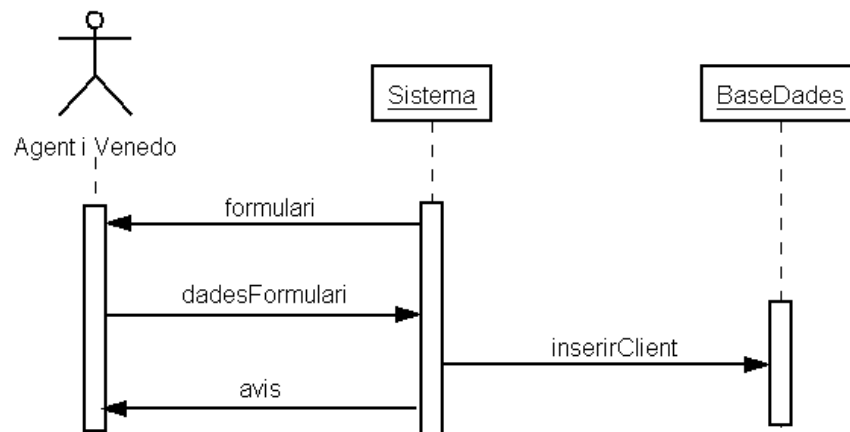 Sistema
BaseDades
Agent i Venedo
formulari
dadesFormulari
inserirClient
avis